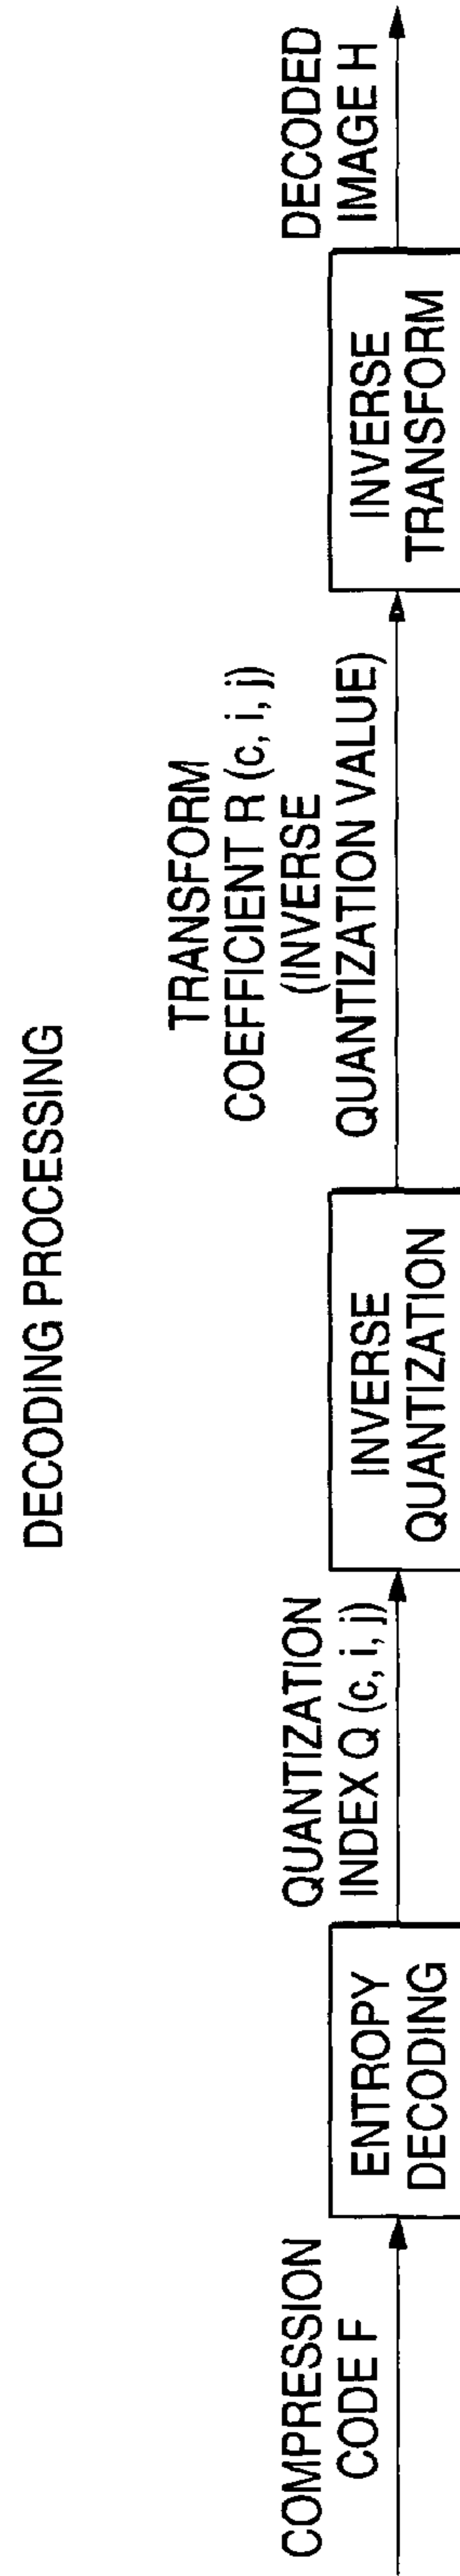 DECODING PROCESSING
COMPRESSION
CODE F
ENTROPY
DECODING
QUANTIZATION
INDEX Q (c, i, j)
INVERSE
QUANTIZATION
TRANSFORM
COEFFICIENT R (c, i, j)
(INVERSE
QUANTIZATION VALUE)
INVERSE
TRANSFORM
DECODED
IMAGE H